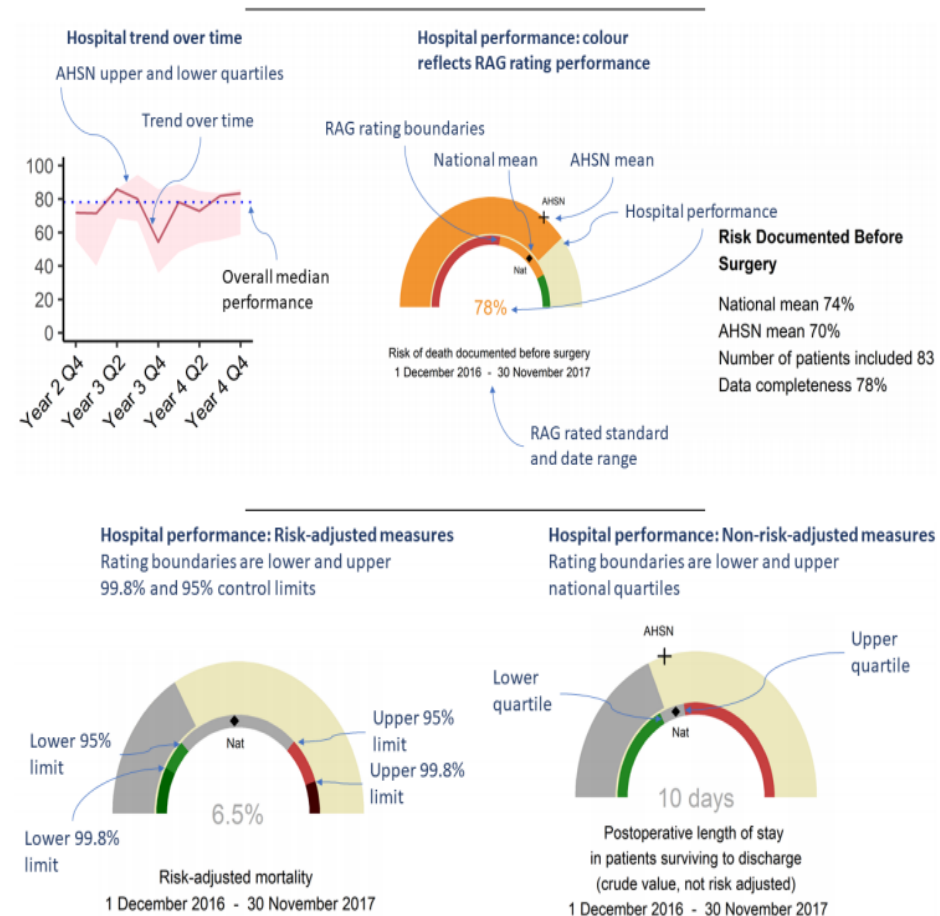 Hospital trend over time
AHSN upper and lower quartiles
Trend over time
100
80
60
40
20
0
Year 2 Q4
Year 3 Q2
Year 3 Q4
Year 4 Q2
Year 4 Q4
Overall median
performance
Hospital performance: colour
reflects RAG rating performance
RAG rating boundaries
National mean
AHSN mean
AHSN
Hospital performance
Nat
78%
Risk of death documented before surgery
1 December 2016 - 30 November 2017
RAG rated standard
and date range
Risk Documented Before
Surgery
National mean 74%
AHSN mean 70%
Number of patients included 83
Data completeness 78%
Hospital performance: Risk-adjusted measures
Rating boundaries are lower and upper
99.8% and 95% control limits
Nat
Lower 95%
limit
Upper 95%
limit
Upper 99.8%
limit
Lower 99.8%
limit
6.5%
Risk-adjusted mortality
1 December 2016 - 30 November 2017
Hospital performance: Non-risk-adjusted measures
Rating boundaries are lower and upper
national quartiles
AHSN
Upper
quartile
Lower
quartile
Nat
10 days
Postoperative length of stay
in patients surviving to discharge
(crude value, not risk adjusted)
1 December 2016 - 30 November 2017